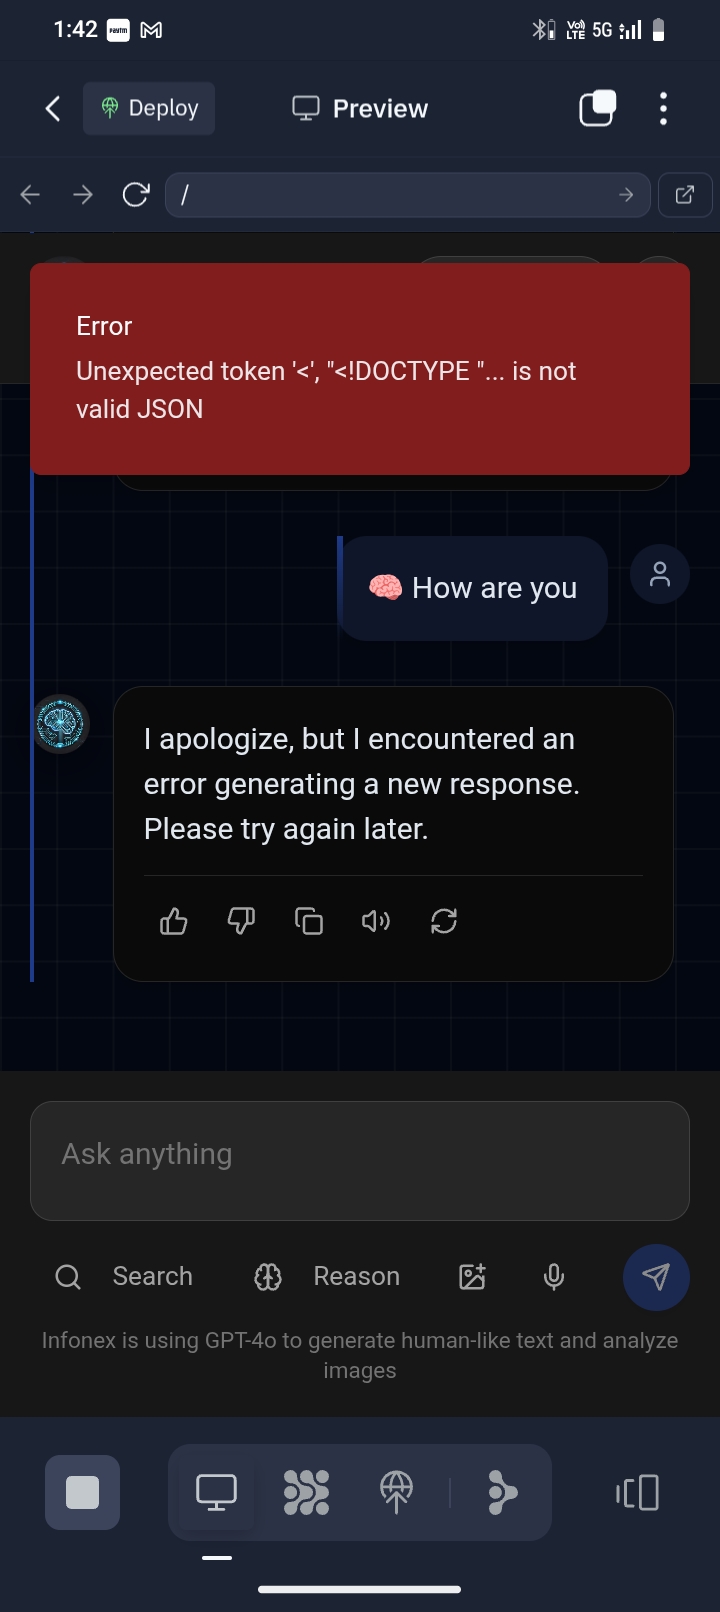 1:42 paytm Vo) LTE 5G
Deploy Preview
/
Error
Unexpected token '<', "<!DOCTYPE "... is not
valid JSON
🧠 How are you
I apologize, but I encountered an
error generating a new response.
Please try again later.
Ask anything
Search Reason
Infonex is using GPT-4o to generate human-like text and analyze
images